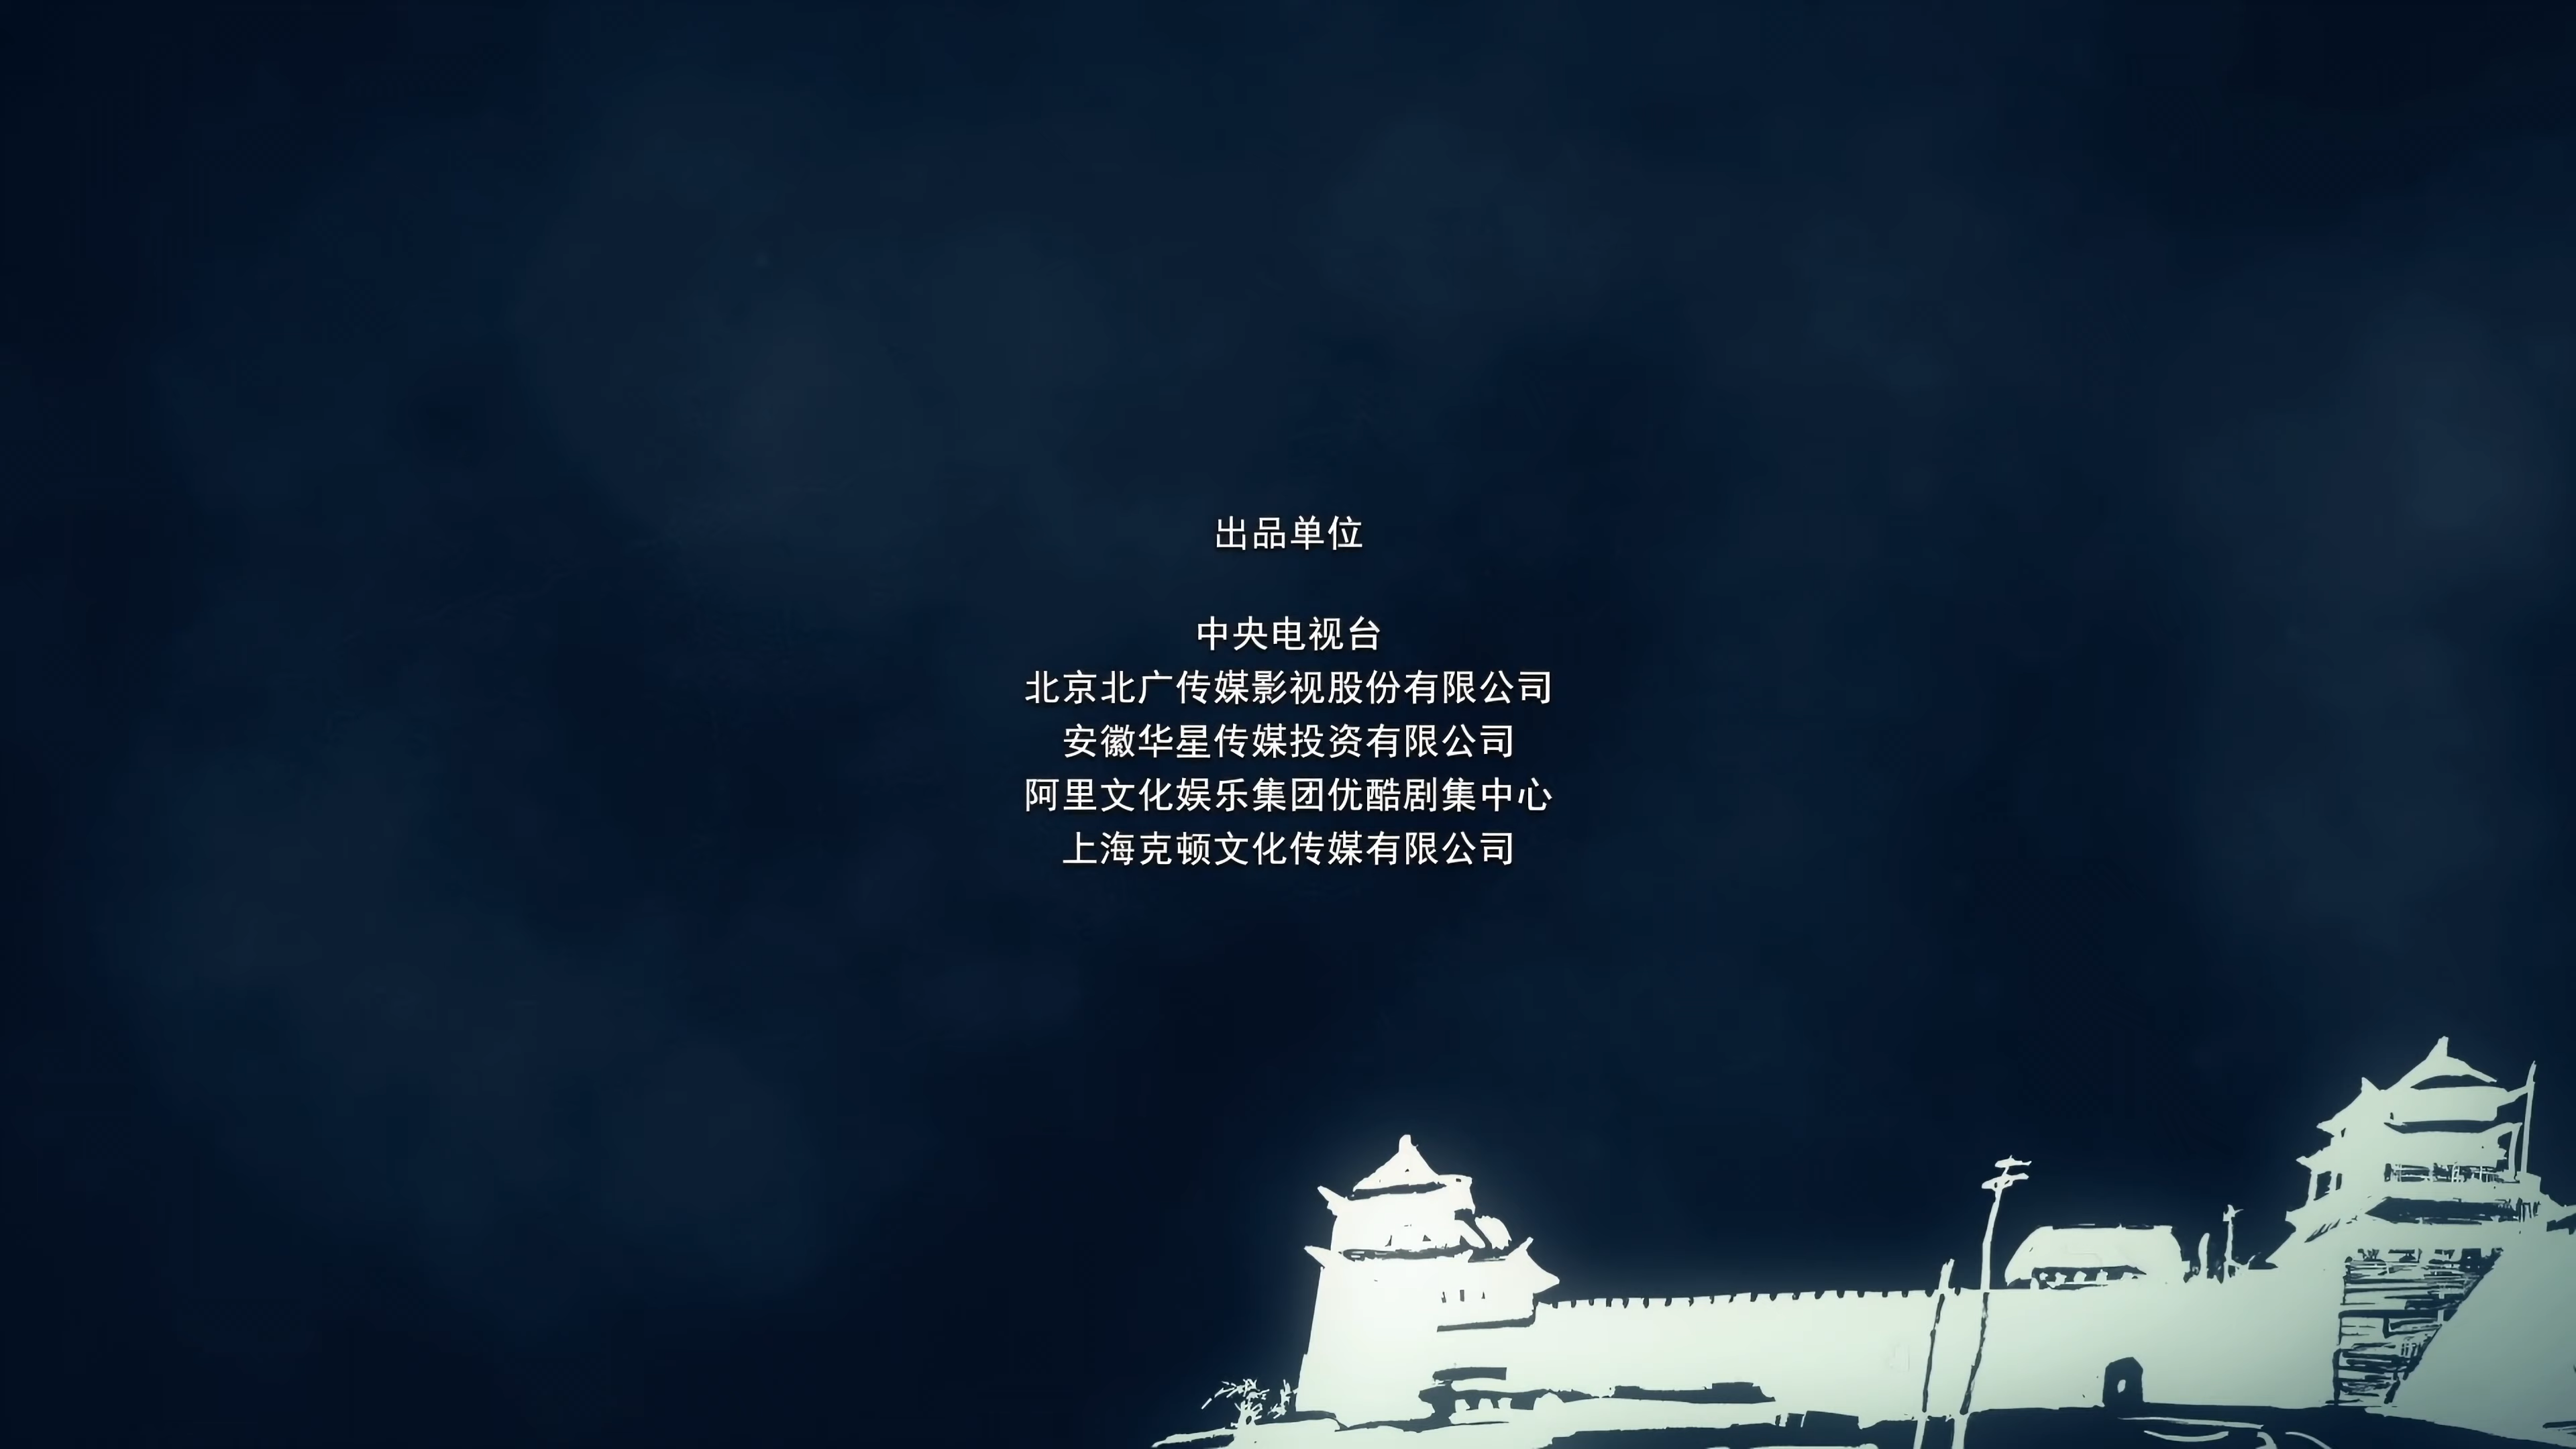 出品单位
中央电视台
北京北广传媒影视股份有限公司
安徽华星传媒投资有限公司
阿里文化娱乐集团优酷剧集中心
上海克顿文化传媒有限公司